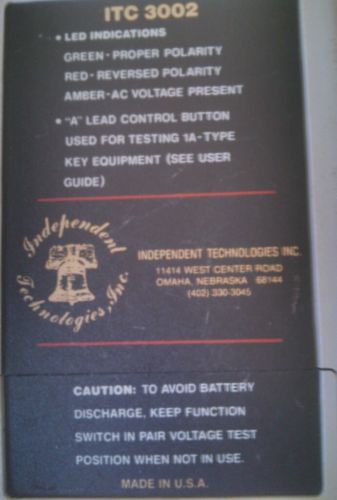 ITC 3002
• LED INDICATIONS
GREEN - PROPER POLARITY
RED - REVERSED POLARITY
AMBER - AC VOLTAGE PRESENT
• "A" LEAD CONTROL BUTTON
USED FOR TESTING 1A-TYPE
KEY EQUIPMENT (SEE USER
GUIDE)
Independent
Technologies, Inc.
INDEPENDENT TECHNOLOGIES INC.
11414 WEST CENTER ROAD
OMAHA, NEBRASKA 68144
(402) 330-3045
CAUTION: TO AVOID BATTERY
DISCHARGE, KEEP FUNCTION
SWITCH IN PAIR VOLTAGE TEST
POSITION WHEN NOT IN USE.
MADE IN U.S.A.